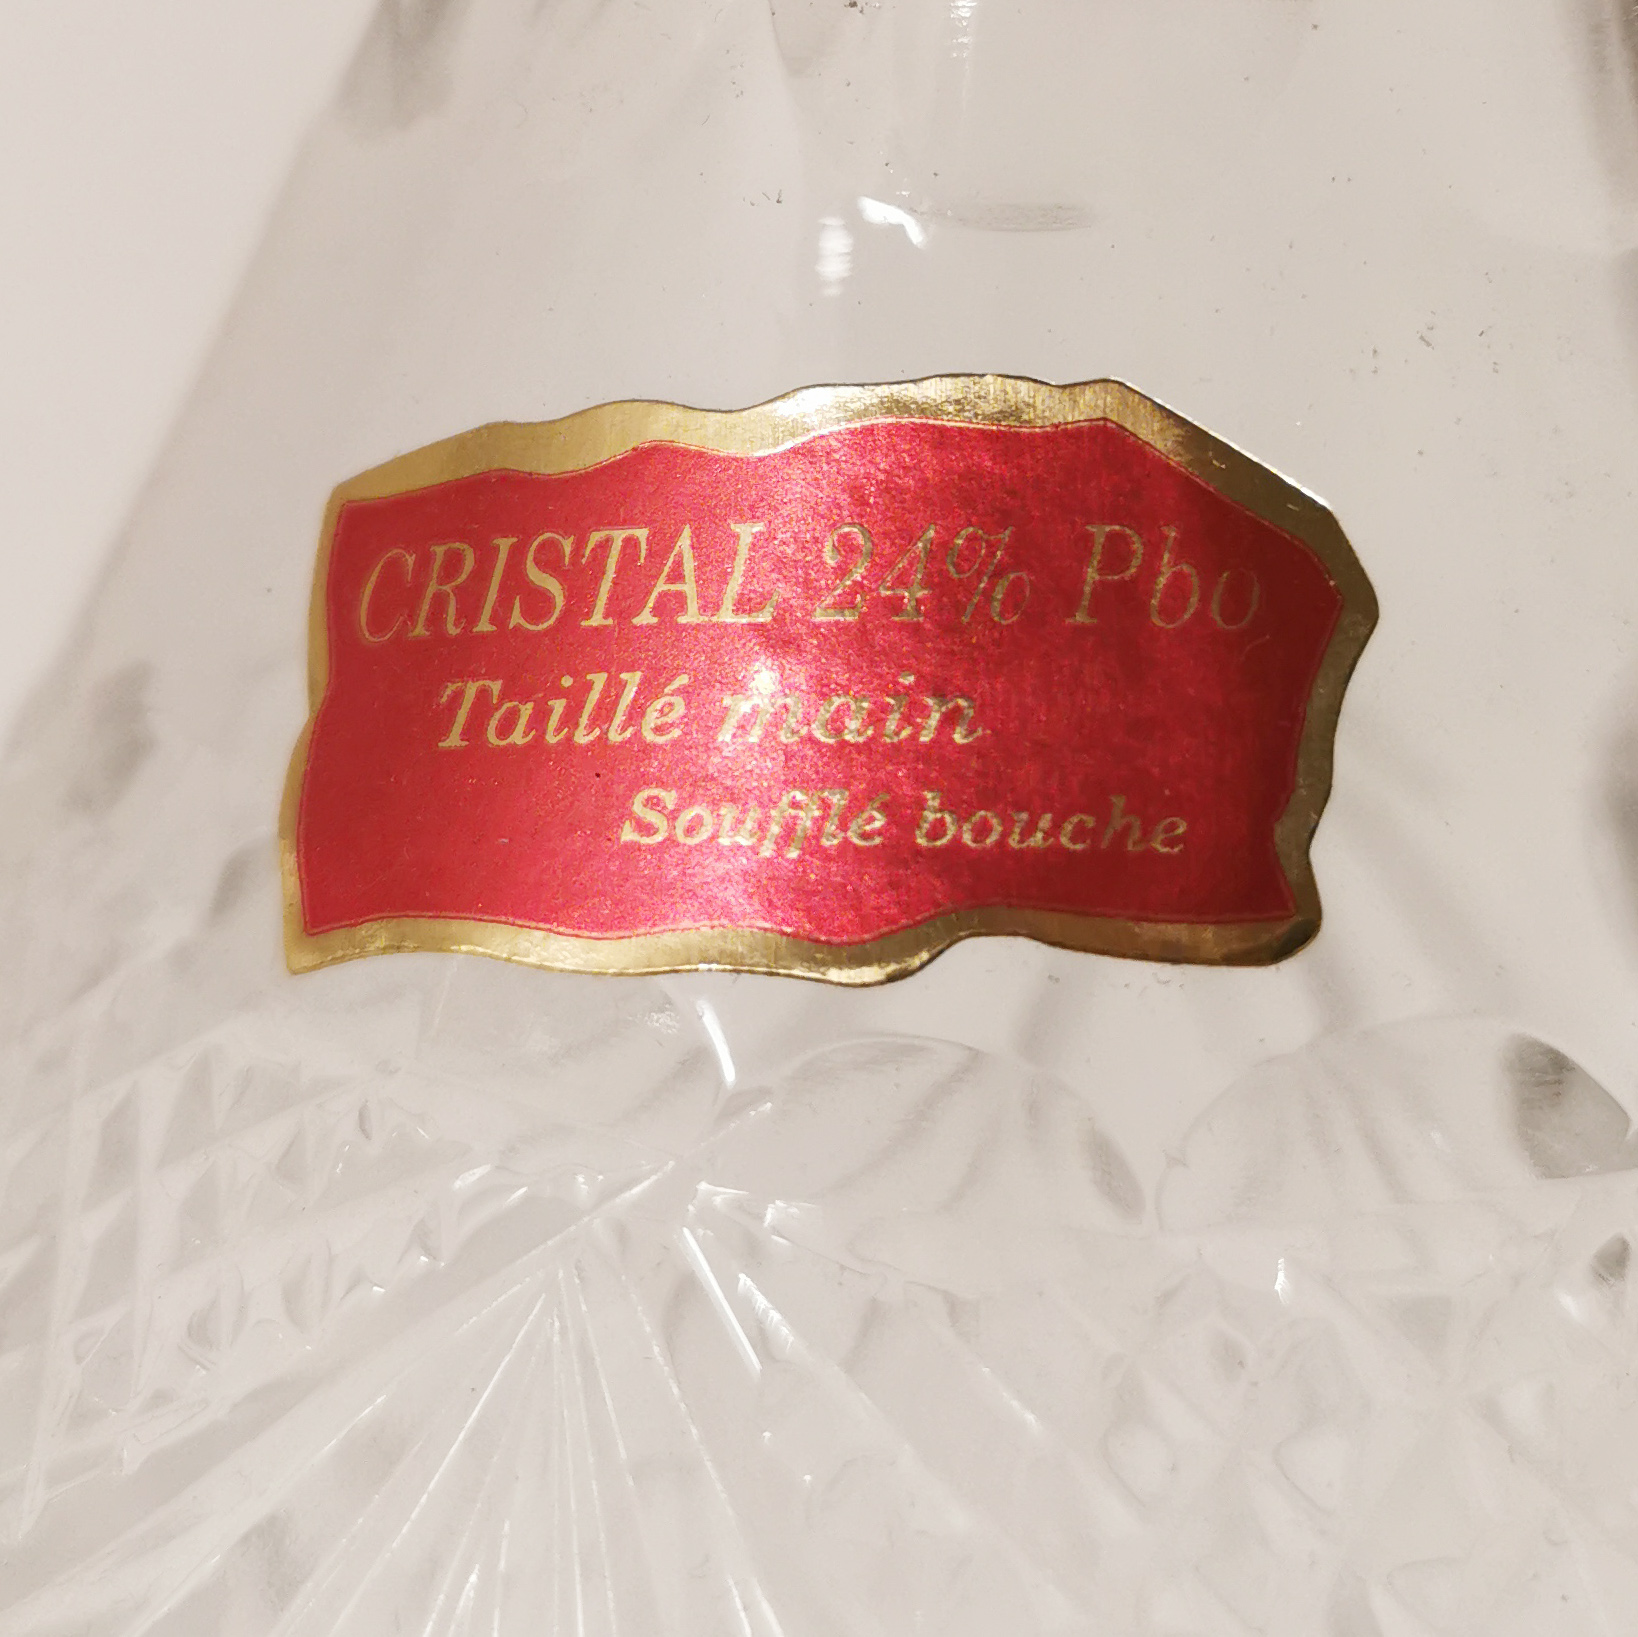 CRISTAL 24% Pbo
Taillé main
Soufflé bouche